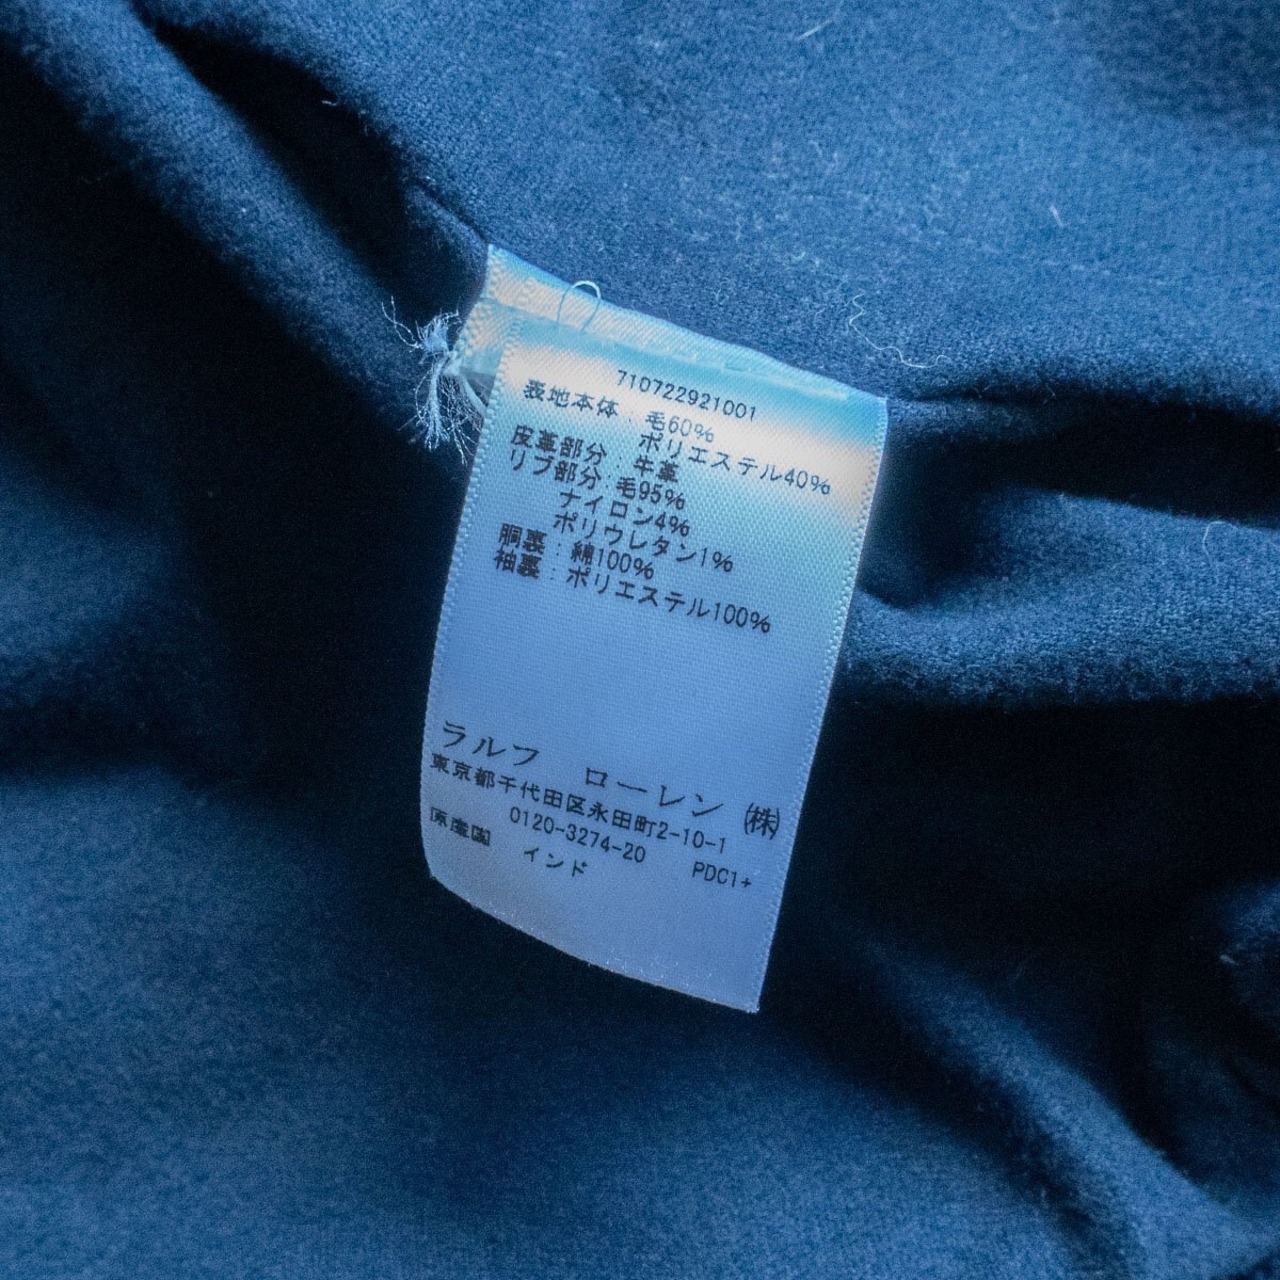 710722921001
表地本体：毛60%
ポリエステル40%
皮革部分：牛革
リブ部分：毛95%
ナイロン4%
ポリウレタン1%
胴裏：綿100%
袖裏：ポリエステル100%
ラルフ ローレン ㈱
東京都千代田区永田町2-10-1
0120-3274-20 PDC1+
原産国 インド